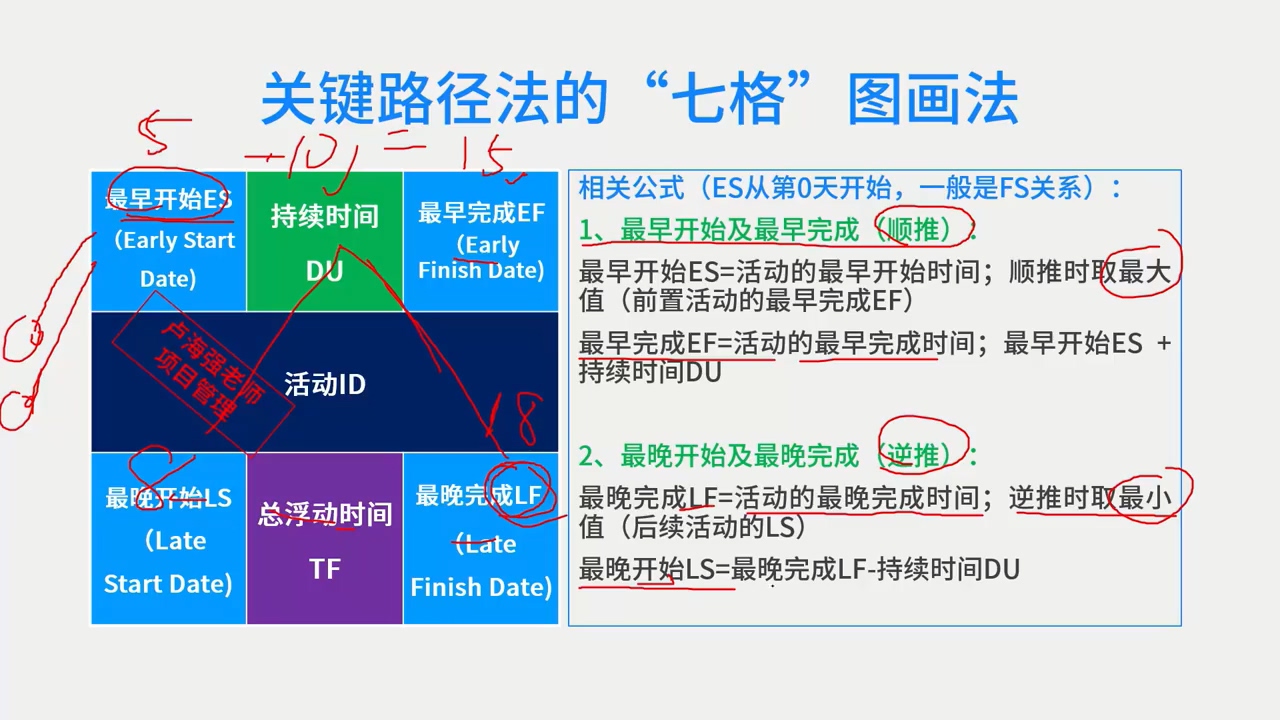 关键路径法的“七格”图画法
5 +10 = 15
最早开始ES
（Early Start
Date)
持续时间
DU
最早完成EF
（Early
Finish Date)
卢海强老师
项目管理
活动ID
18
8
最晚开始LS
（Late
Start Date)
总浮动时间
TF
最晚完成LF
（Late
Finish Date)
相关公式（ES从第0天开始，一般是FS关系）：
1、最早开始及最早完成（顺推）：
最早开始ES=活动的最早开始时间；顺推时取最大
值（前置活动的最早完成EF）
最早完成EF=活动的最早完成时间；最早开始ES +
持续时间DU
2、最晚开始及最晚完成（逆推）：
最晚完成LF=活动的最晚完成时间；逆推时取最小
值（后续活动的LS）
最晚开始LS=最晚完成LF-持续时间DU